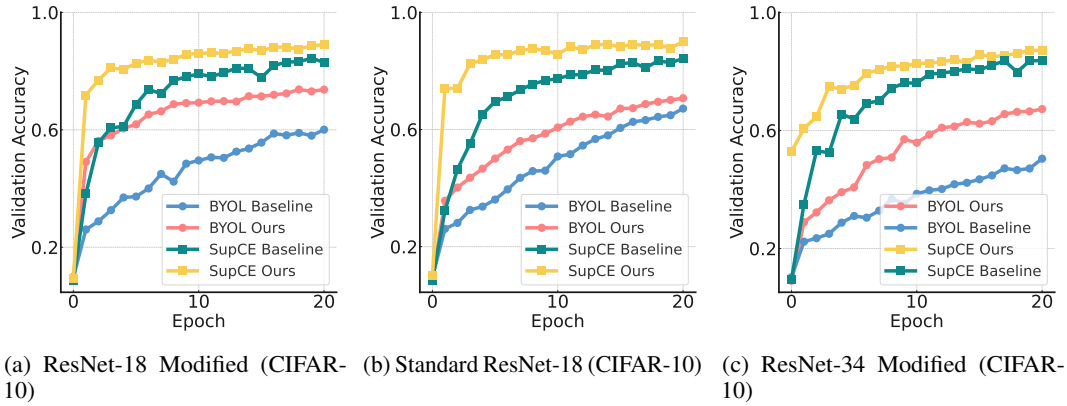 1.0
0.6
0.2
Validation Accuracy
BYOL Baseline
BYOL Ours
SupCE Baseline
SupCE Ours
0
10
20
Epoch
(a) ResNet-18 Modified (CIFAR-
10)
1.0
0.6
0.2
Validation Accuracy
BYOL Baseline
BYOL Ours
SupCE Baseline
SupCE Ours
0
10
20
Epoch
(b) Standard ResNet-18 (CIFAR-10)
1.0
0.6
0.2
Validation Accuracy
BYOL Ours
BYOL Baseline
SupCE Ours
SupCE Baseline
0
10
20
Epoch
(c) ResNet-34 Modified (CIFAR-
10)